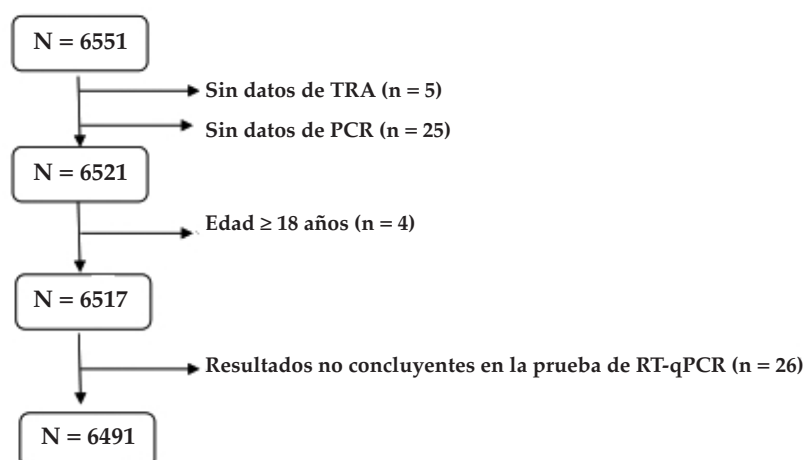 N = 6551
Sin datos de TRA (n = 5)
Sin datos de PCR (n = 25)
N = 6521
Edad ≥ 18 años (n = 4)
N = 6517
Resultados no concluyentes en la prueba de RT-qPCR (n = 26)
N = 6491